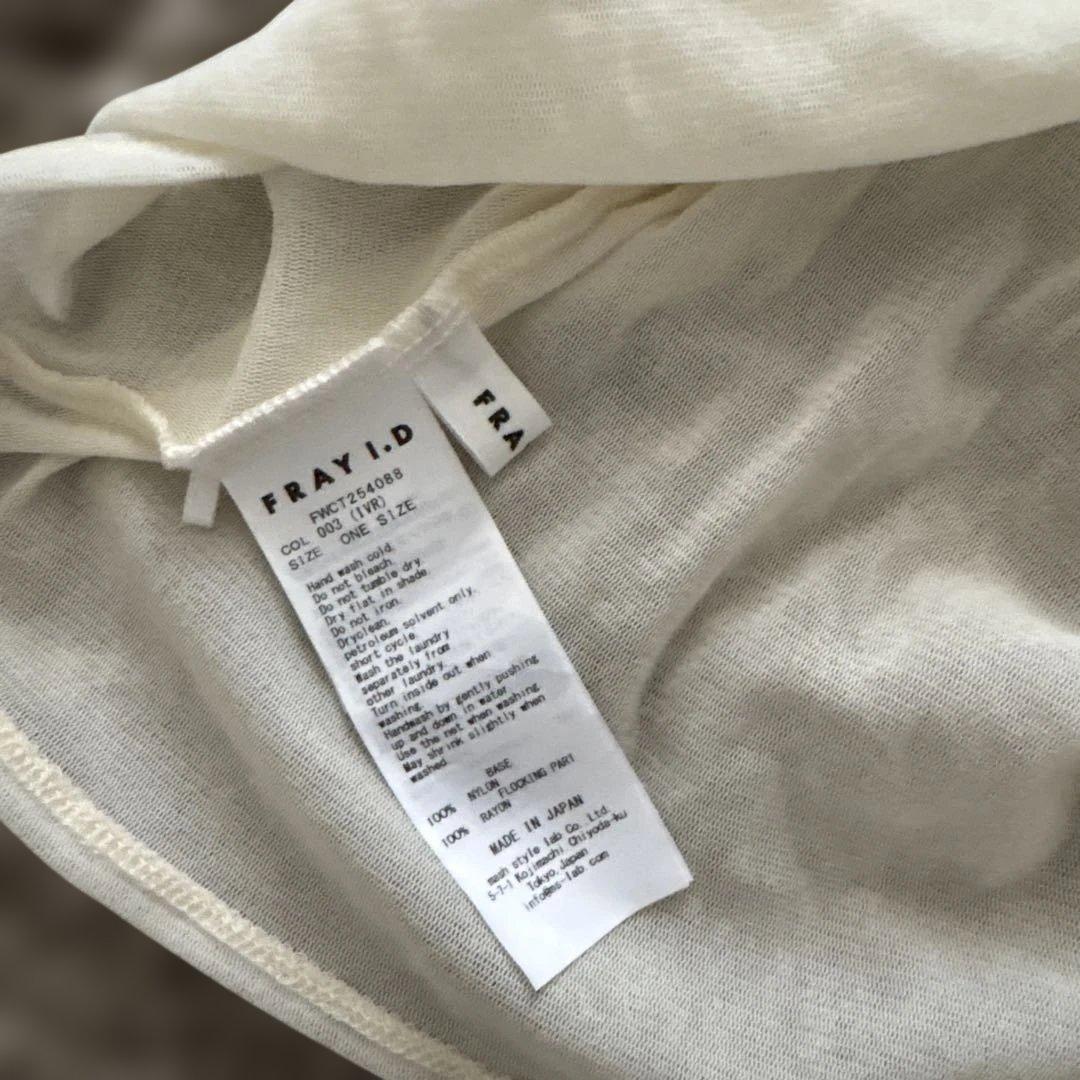 FRAY I.D
FWCT254088
COL 003 (IVR)
SIZE ONE SIZE
Hand wash cold.
Do not bleach.
Do not tumble dry.
Dry flat in shade.
Do not iron.
Dryclean.
petroleum solvent only.
short cycle.
Wash the laundry
separately from
other laundry.
Turn inside out when
washing.
Handwash by gently pushing
up and down in water
Use the net when washing
May shrink slightly when
washed.
BASE
100% NYLON
FLOCKING PART
100% RAYON
MADE IN JAPAN
mash style lab Co.,Ltd.
5-7-1 Kojimachi Chiyoda-ku
Tokyo,Japan
info@ms-lab.com
FRA